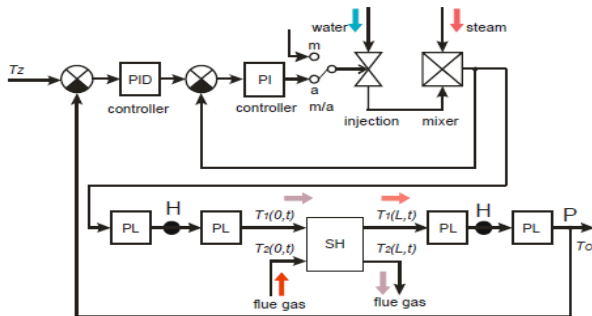 water
steam
m
Tz
PID
PI
a
controller
controller
m/a
injection
mixer
H
T1(0,t)
T1(L,t)
H
P
PL
PL
SH
PL
PL
T2(0,t)
T2(L,t)
To
flue gas
flue gas